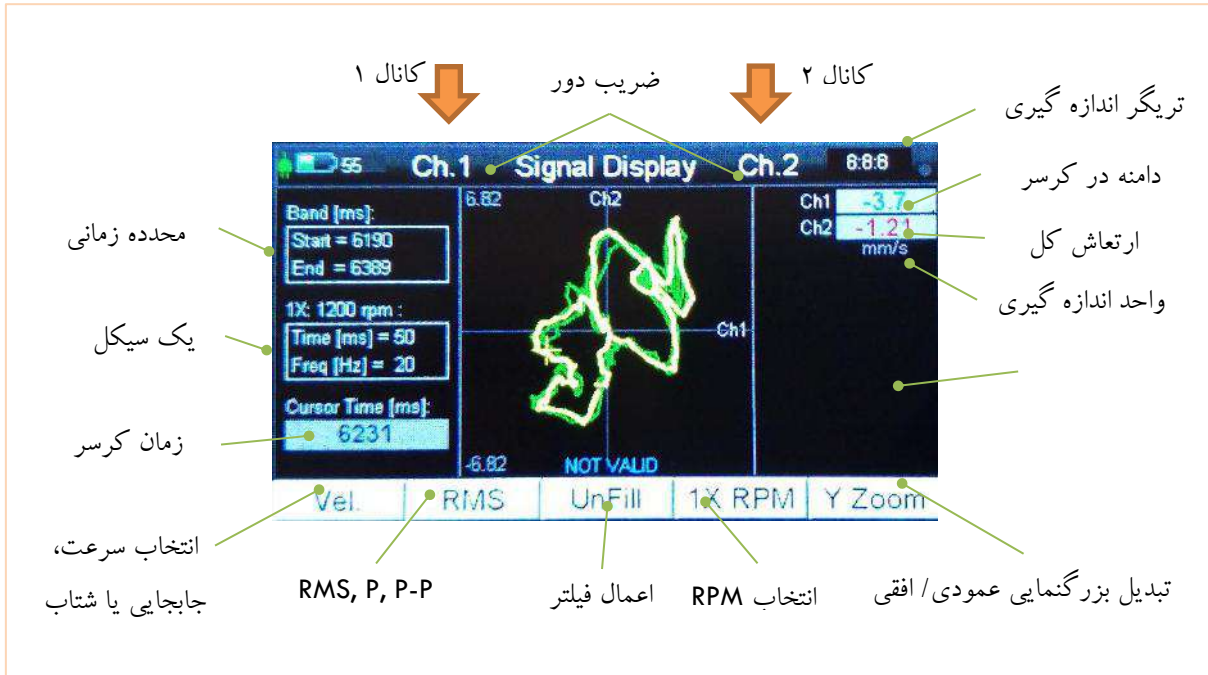 کانال ۱
ضریب دور
کانال ۲
تریگر اندازه گیری
دامنه در کرسر
ارتعاش کل
واحد اندازه گیری
محدده زمانی
یک سیکل
زمان کرسر
55 Ch.1 Signal Display Ch.2 8:8:8
Band [ms]:
Start = 6190
End = 6389
1X: 1200 rpm :
Time [ms] = 50
Freq [Hz] = 20
Cursor Time [ms]:
6231
6.82 Ch2
Ch1
-6.82 NOT VALID
Ch1 -3.7
Ch2 -1.21
mm/s
Vel. RMS UnFill 1X RPM Y Zoom
انتخاب سرعت،
جابجایی یا شتاب
RMS, P, P-P
اعمال فیلتر
انتخاب RPM
تبدیل بزرگنمایی عمودی/ افقی